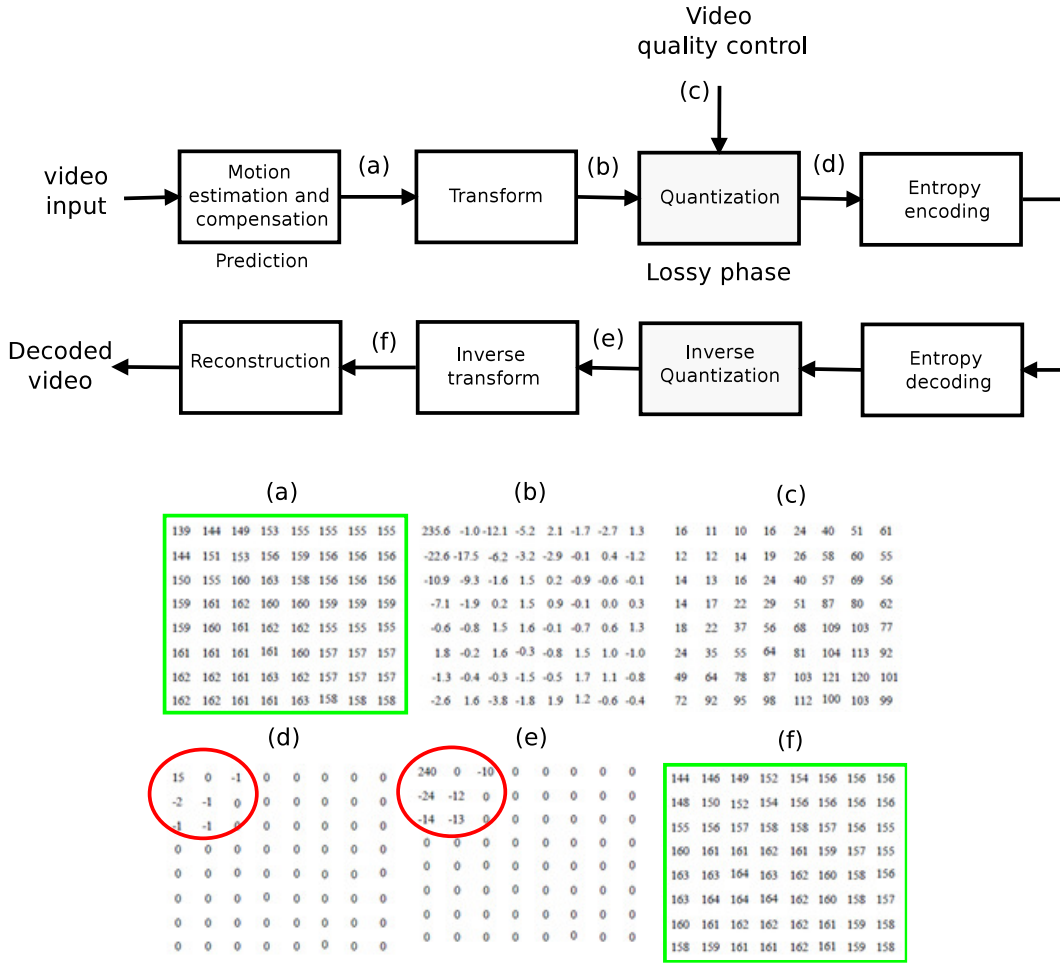 Video
quality control
(c)
video
input
Motion
estimation and
compensation
(a)
Transform
(b)
Quantization
(d)
Entropy
encoding
Prediction
Lossy phase
Decoded
video
Reconstruction
(f)
Inverse
transform
(e)
Inverse
Quantization
Entropy
decoding
(a)
139 144 149 153 155 155 155 155
144 151 153 156 159 156 156 156
150 155 160 163 158 156 156 156
159 161 162 160 160 159 159 159
159 160 161 162 162 155 155 155
161 161 161 161 160 157 157 157
162 162 161 163 162 157 157 157
162 162 161 161 163 158 158 158
(b)
235.6 -1.0 -12.1 -5.2 2.1 -1.7 -2.7 1.3
-22.6 -17.5 -6.2 -3.2 -2.9 -0.1 0.4 -1.2
-10.9 -9.3 -1.6 1.5 0.2 -0.9 -0.6 -0.1
-7.1 -1.9 0.2 1.5 0.9 -0.1 0.0 0.3
-0.6 -0.8 1.5 1.6 -0.1 -0.7 0.6 1.3
1.8 -0.2 1.6 -0.3 -0.8 1.5 1.0 -1.0
-1.3 -0.4 -0.3 -1.5 -0.5 1.7 1.1 -0.8
-2.6 1.6 -3.8 -1.8 1.9 1.2 -0.6 -0.4
(c)
16 11 10 16 24 40 51 61
12 12 14 19 26 58 60 55
14 13 16 24 40 57 69 56
14 17 22 29 51 87 80 62
18 22 37 56 68 109 103 77
24 35 55 64 81 104 113 92
49 64 78 87 103 121 120 101
72 92 95 98 112 100 103 99
(d)
15 0 -1 0 0 0 0 0
-2 -1 0 0 0 0 0 0
-1 -1 0 0 0 0 0 0
0 0 0 0 0 0 0 0
0 0 0 0 0 0 0 0
0 0 0 0 0 0 0 0
0 0 0 0 0 0 0 0
0 0 0 0 0 0 0 0
(e)
240 0 -10 0 0 0 0 0
-24 -12 0 0 0 0 0 0
-14 -13 0 0 0 0 0 0
0 0 0 0 0 0 0 0
0 0 0 0 0 0 0 0
0 0 0 0 0 0 0 0
0 0 0 0 0 0 0 0
0 0 0 0 0 0 0 0
(f)
144 146 149 152 154 156 156 156
148 150 152 154 156 156 156 156
155 156 157 158 158 157 156 155
160 161 161 162 161 159 157 155
163 163 164 163 162 160 158 156
163 164 164 164 162 160 158 157
160 161 162 162 162 161 159 158
158 159 161 161 162 161 159 158